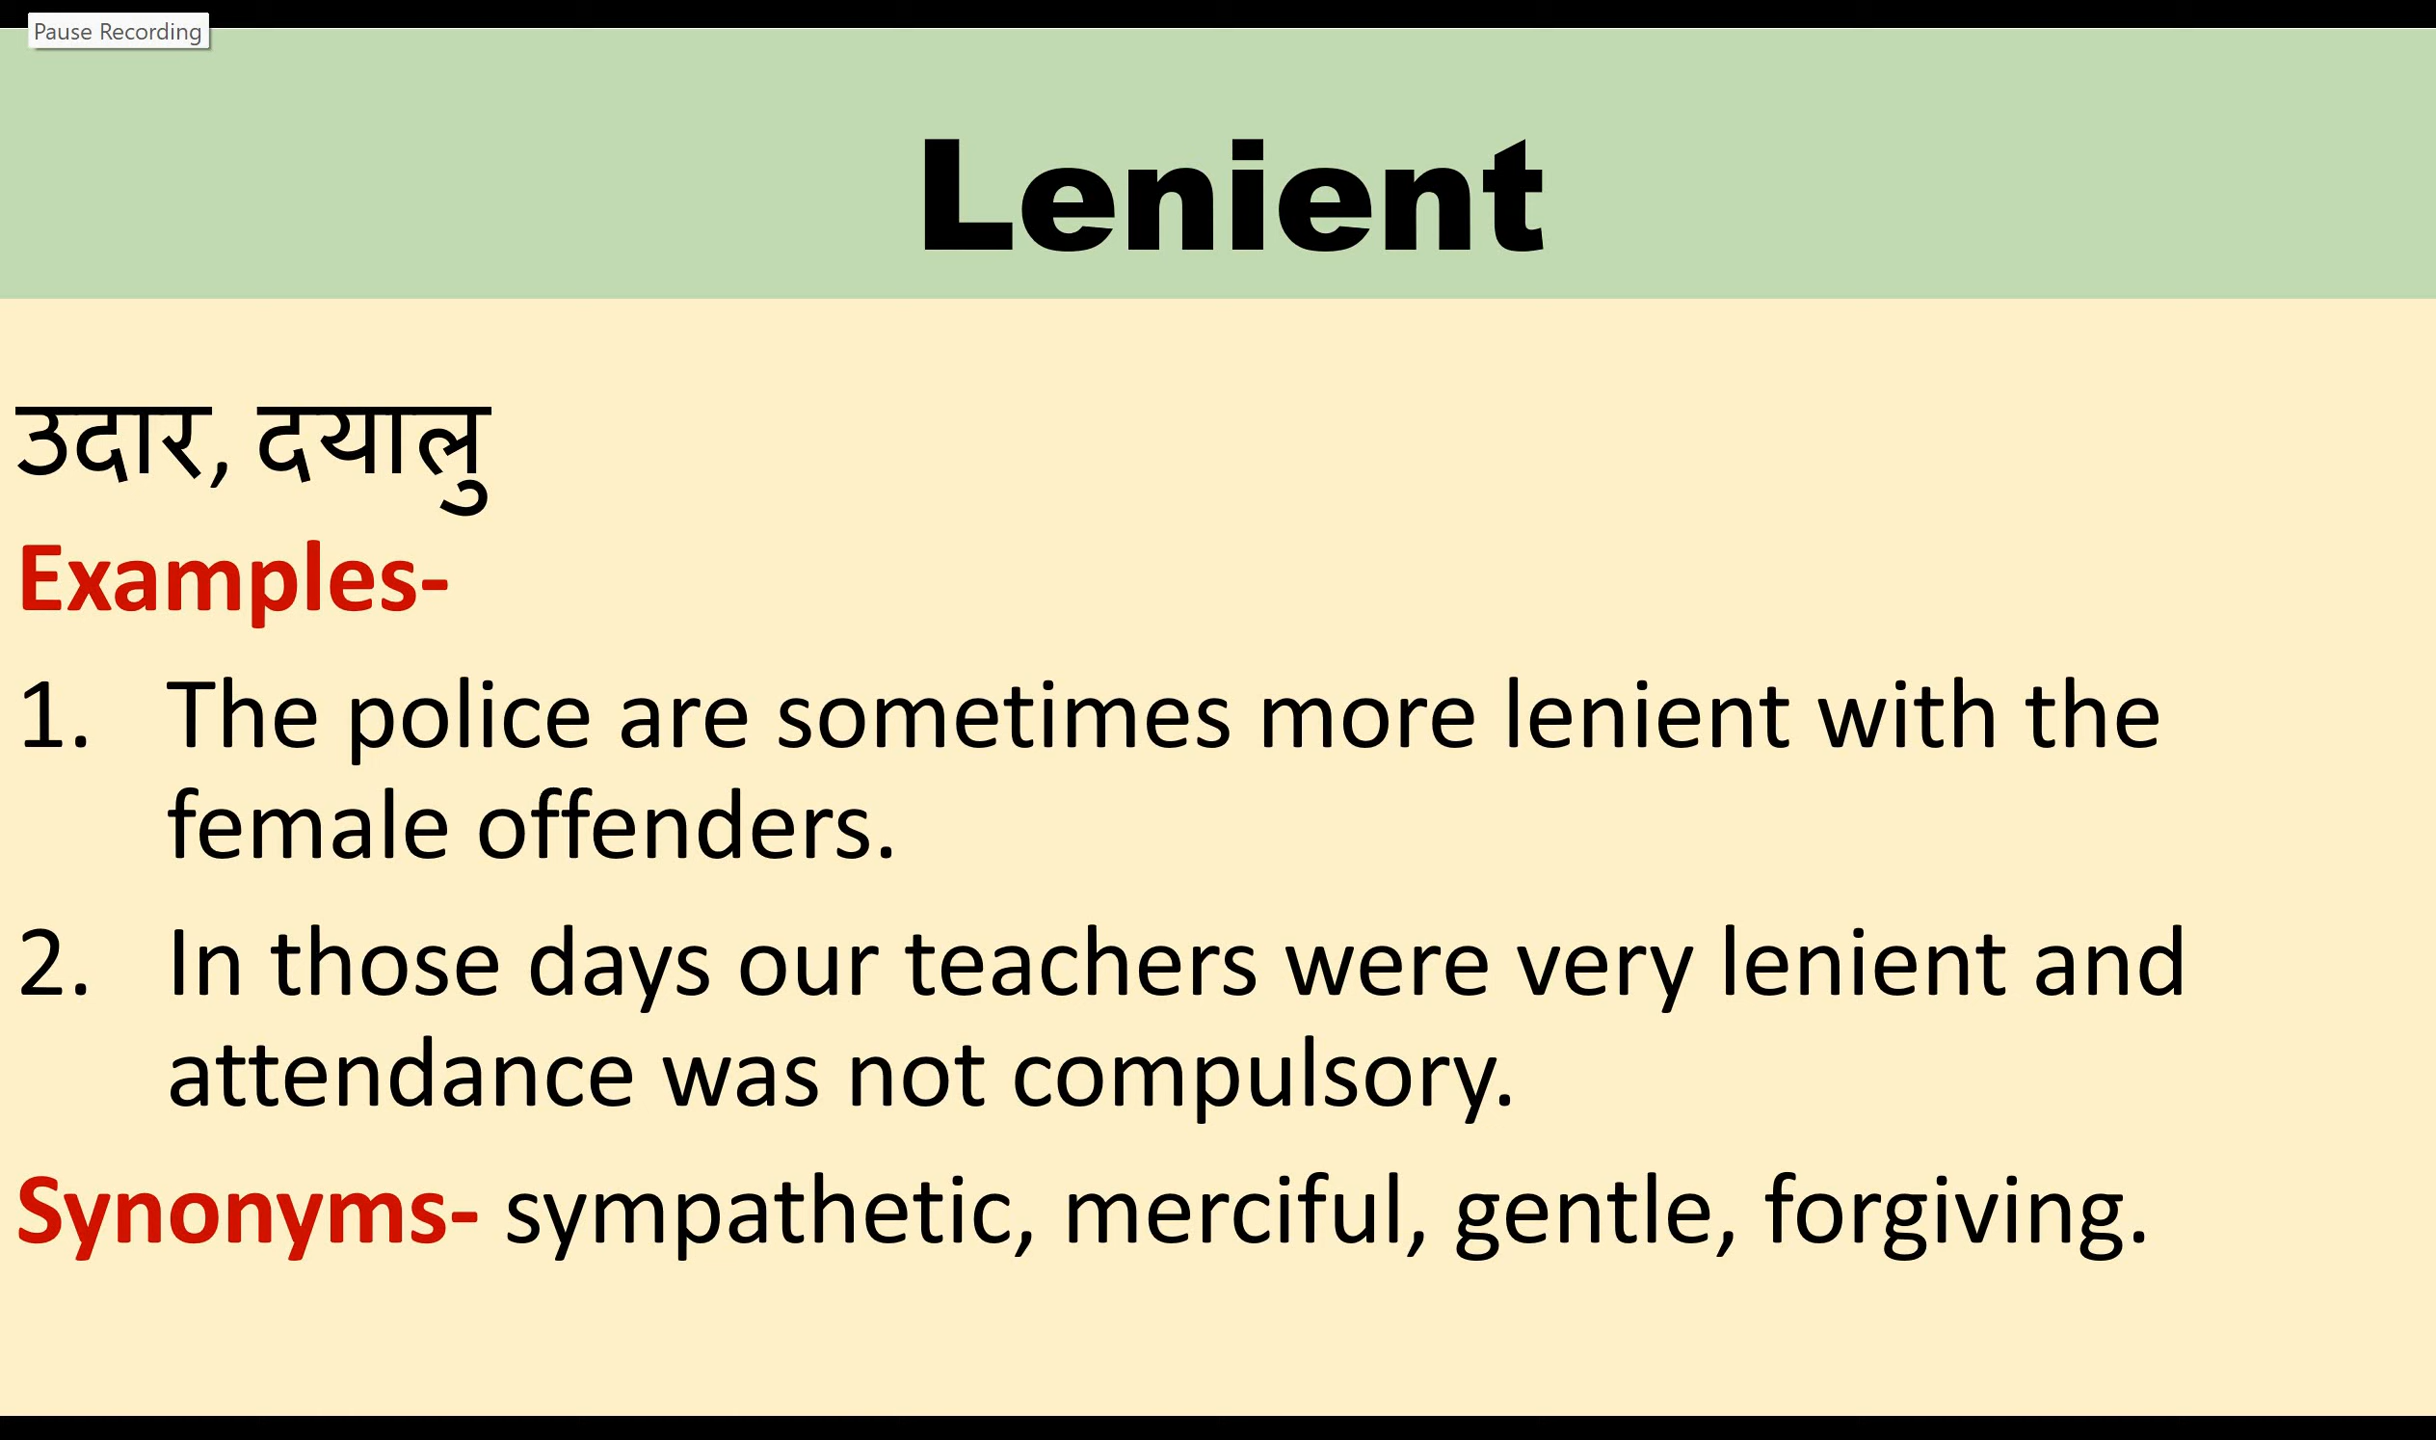 Pause Recording
Lenient
उदार, दयालु
Examples-
1. The police are sometimes more lenient with the
female offenders.
2. In those days our teachers were very lenient and
attendance was not compulsory.
Synonyms- sympathetic, merciful, gentle, forgiving.